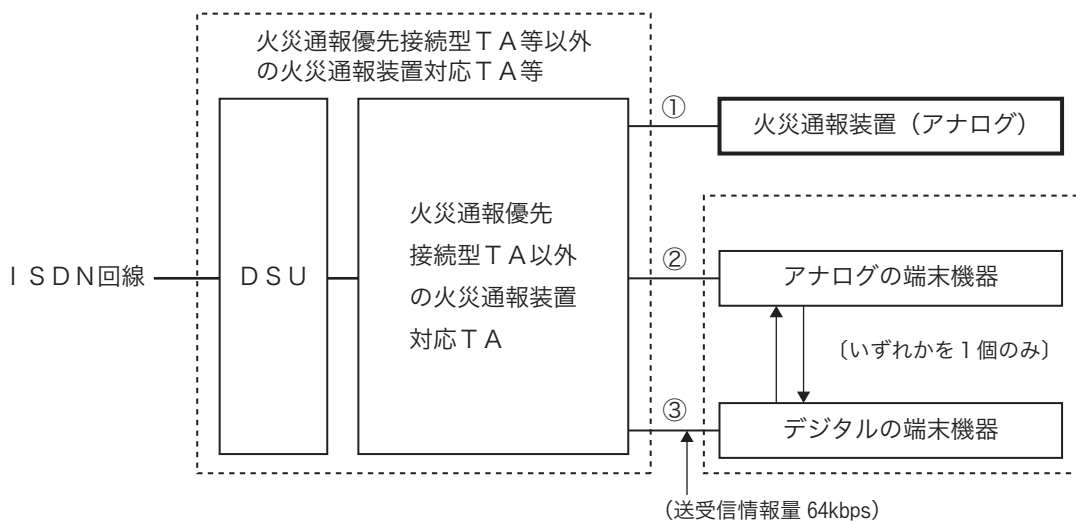 火災通報優先接続型ＴＡ等以外
の火災通報装置対応ＴＡ等
①
火災通報装置（アナログ）
火災通報優先
接続型ＴＡ以外
の火災通報装置
対応ＴＡ
ＩＳＤＮ回線
ＤＳＵ
②
アナログの端末機器
〔いずれかを１個のみ〕
③
デジタルの端末機器
（送受信情報量 64kbps）